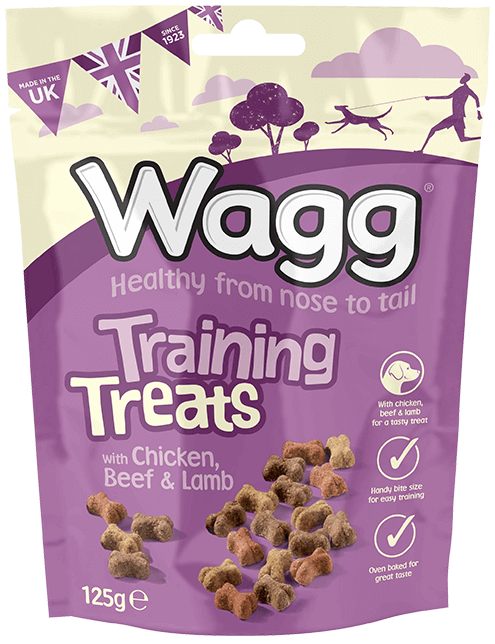 MADE IN THE
UK
SINCE
1923
Wagg®
Healthy from nose to tail
Training
Treats
with Chicken,
Beef & Lamb
With chicken,
beef & lamb
for a tasty treat
Handy bite size
for easy training
Oven baked for
great taste
125g℮